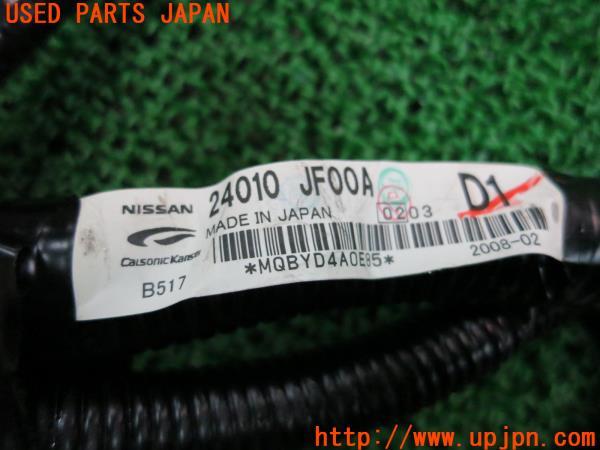 USED PARTS JAPAN
24010 JF00A
NISSAN
MADE IN JAPAN
0203
D1
CalsonicKansei
B517
*MQBYD4A0E85*
2008-02
http://www.upjpn.com/